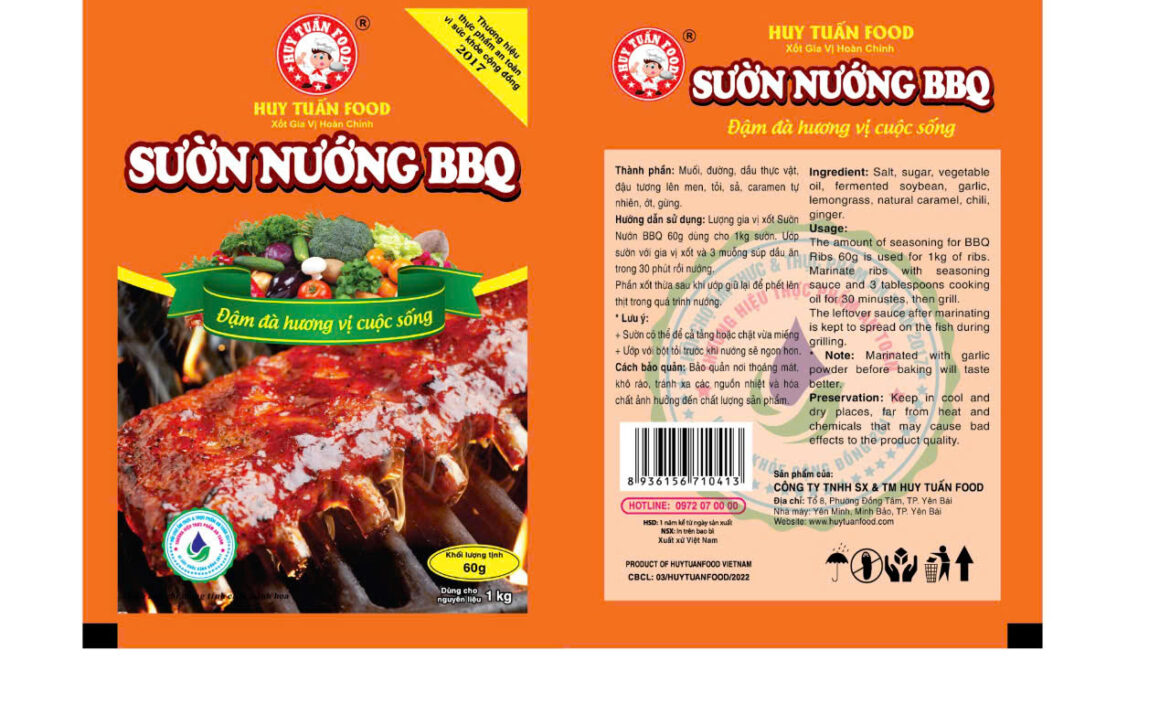 HUY TUẤN FOOD
®
HUY TUẤN FOOD
Xốt Gia Vị Hoàn Chỉnh
Thương hiệu
thực phẩm an toàn
vì sức khỏe cộng đồng
2017
SƯỜN NƯỚNG BBQ
Đậm đà hương vị cuộc sống
Khối lượng tịnh
60g
Dùng cho
nguyên liệu 1 kg
HUY TUẤN FOOD
®
HUY TUẤN FOOD
Xốt Gia Vị Hoàn Chỉnh
SƯỜN NƯỚNG BBQ
Đậm đà hương vị cuộc sống
Thành phần: Muối, đường, dầu thực vật,
đậu tương lên men, tỏi, sả, caramen tự
nhiên, ớt, gừng.
Hướng dẫn sử dụng: Lượng gia vị xốt Sườn
Nướn BBQ 60g dùng cho 1kg sườn. Ướp
sườn với gia vị xốt và 3 muỗng súp dầu ăn
trong 30 phút rồi nướng.
Phần xốt thừa sau khi ướp giữ lại để phết lên
thịt trong quá trình nướng.
* Lưu ý:
+ Sườn có thể để cả tảng hoặc chặt vừa miếng
+ Ướp với bột tỏi trước khi nướng sẽ ngon hơn.
Cách bảo quản: Bảo quản nơi thoáng mát,
khô ráo, tránh xa các nguồn nhiệt và hóa
chất ảnh hưởng đến chất lượng sản phẩm.
Ingredient: Salt, sugar, vegetable
oil, fermented soybean, garlic,
lemongrass, natural caramel, chili,
ginger.
Usage:
The amount of seasoning for BBQ
Ribs 60g is used for 1kg of ribs.
Marinate ribs with seasoning
sauce and 3 tablespoons cooking
oil for 30 minustes, then grill.
The leftover sauce after marinating
is kept to spread on the fish during
grilling.
* Note: Marinated with garlic
powder before baking will taste
better.
Preservation: Keep in cool and
dry places, far from heat and
chemicals that may cause bad
effects to the product quality.
8 936156 710413
HOTLINE: 0972 07 00 00
HSD: 1 năm kể từ ngày sản xuất
NSX: In trên bao bì
Xuất xứ Việt Nam
PRODUCT OF HUYTUANFOOD VIETNAM
CBCL: 03/HUYTUANFOOD/2022
Sản phẩm của:
CÔNG TY TNHH SX & TM HUY TUẤN FOOD
Địa chỉ: Tổ 8, Phường Đồng Tâm, TP. Yên Bái
Nhà máy: Yên Minh, Minh Bảo, TP. Yên Bái
Website: www.huytuanfood.com